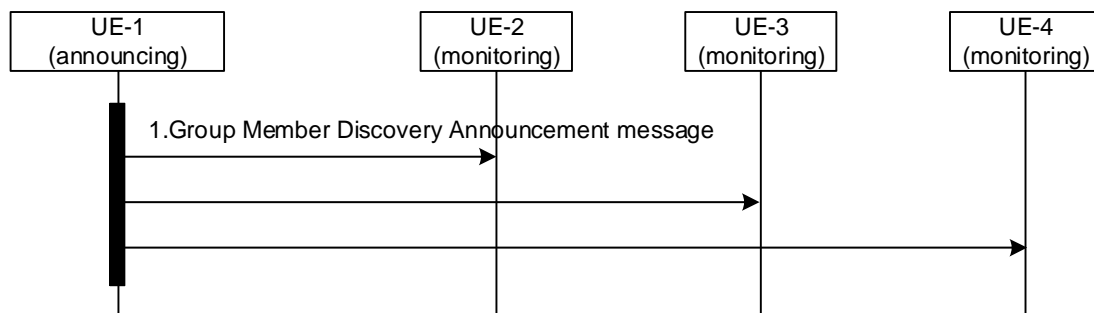 UE-1
(announcing)
UE-2
(monitoring)
UE-3
(monitoring)
UE-4
(monitoring)
1.Group Member Discovery Announcement message